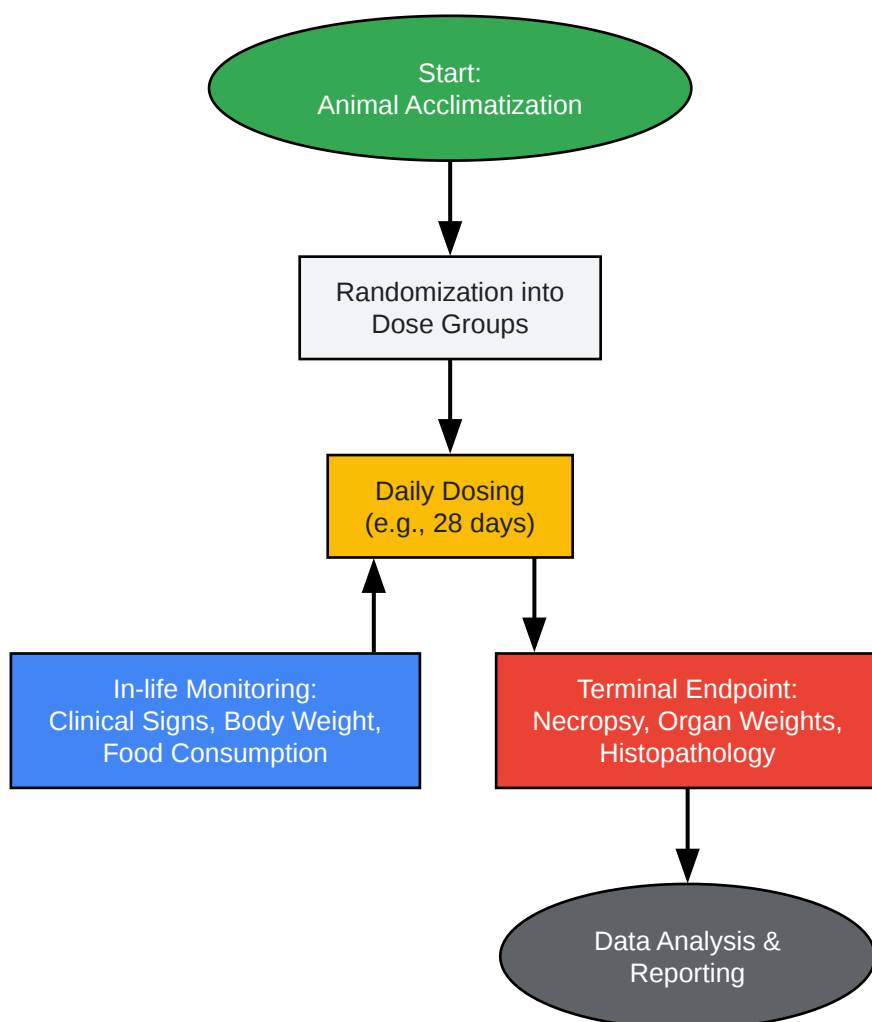 Start:
Animal Acclimatization
Randomization into
Dose Groups
Daily Dosing
(e.g., 28 days)
In-life Monitoring:
Clinical Signs, Body Weight,
Food Consumption
Terminal Endpoint:
Necropsy, Organ Weights,
Histopathology
Data Analysis &
Reporting